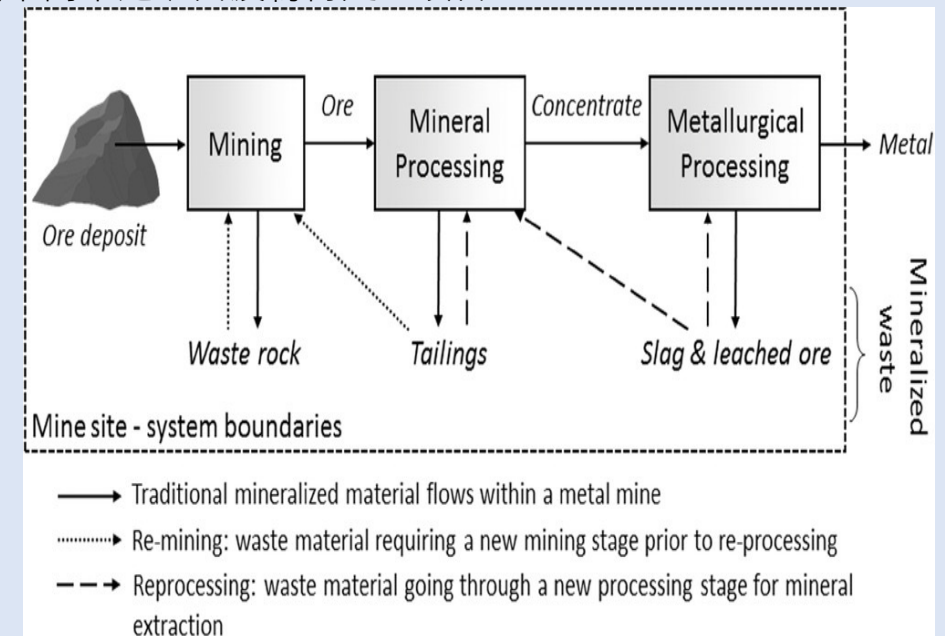 Ore
Concentrate
Mining
Mineral
Processing
Metallurgical
Processing
Metal
Ore deposit
Waste rock
Tailings
Slag & leached ore
Mineralized
waste
Mine site - system boundaries
Traditional mineralized material flows within a metal mine
Re-mining: waste material requiring a new mining stage prior to re-processing
Reprocessing: waste material going through a new processing stage for mineral
extraction